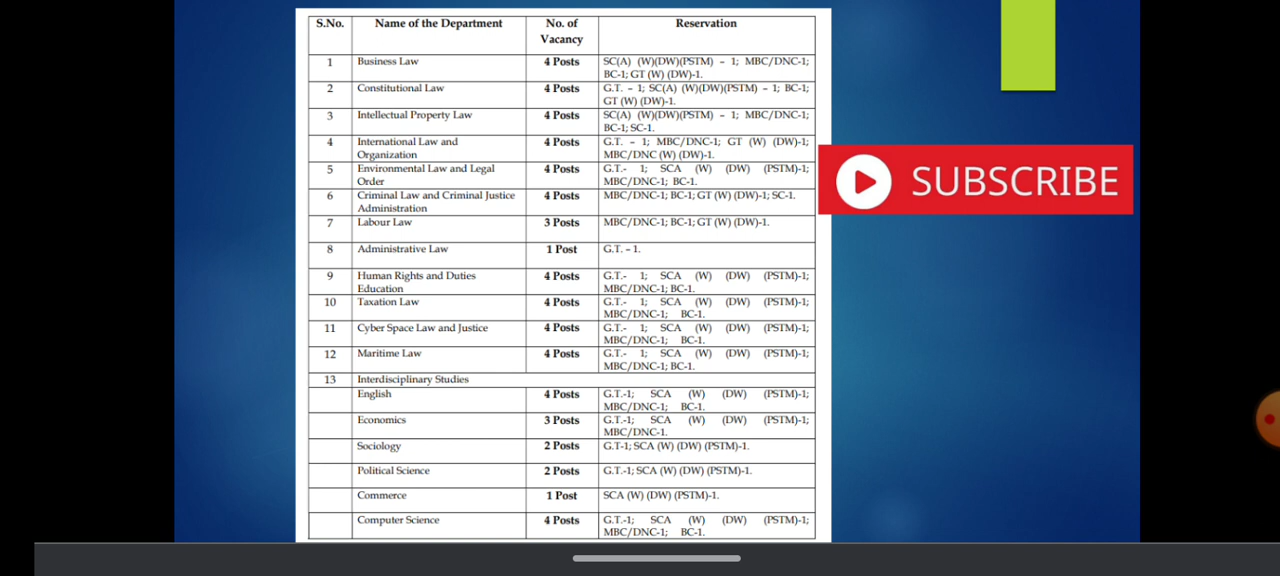 S.No. Name of the Department No. of Reservation
Vacancy
1 Business Law 4 Posts SC(A) (W)(DW)(PSTM) – 1; MBC/DNC-1;
BC-1; GT (W) (DW)-1.
2 Constitutional Law 4 Posts G.T. – 1; SC(A) (W)(DW)(PSTM) – 1; BC-1;
GT (W) (DW)-1.
3 Intellectual Property Law 4 Posts SC(A) (W)(DW)(PSTM) – 1; MBC/DNC-1;
BC-1; SC-1.
4 International Law and 4 Posts G.T. – 1; MBC/DNC-1; GT (W) (DW)-1;
Organization MBC/DNC (W) (DW)-1.
5 Environmental Law and Legal 4 Posts G.T.- 1; SCA (W) (DW) (PSTM)-1;
Order MBC/DNC-1; BC-1.
6 Criminal Law and Criminal Justice 4 Posts MBC/DNC-1; BC-1; GT (W) (DW)-1; SC-1.
Administration
7 Labour Law 3 Posts MBC/DNC-1; BC-1; GT (W) (DW)-1.
8 Administrative Law 1 Post G.T. – 1.
9 Human Rights and Duties 4 Posts G.T.- 1; SCA (W) (DW) (PSTM)-1;
Education MBC/DNC-1; BC-1.
10 Taxation Law 4 Posts G.T.- 1; SCA (W) (DW) (PSTM)-1;
MBC/DNC-1; BC-1.
11 Cyber Space Law and Justice 4 Posts G.T.- 1; SCA (W) (DW) (PSTM)-1;
MBC/DNC-1; BC-1.
12 Maritime Law 4 Posts G.T.- 1; SCA (W) (DW) (PSTM)-1;
MBC/DNC-1; BC-1.
13 Interdisciplinary Studies
English 4 Posts G.T.-1; SCA (W) (DW) (PSTM)-1;
MBC/DNC-1; BC-1.
Economics 3 Posts G.T.-1; SCA (W) (DW) (PSTM)-1;
MBC/DNC-1.
Sociology 2 Posts G.T-1; SCA (W) (DW) (PSTM)-1.
Political Science 2 Posts G.T.-1; SCA (W) (DW) (PSTM)-1.
Commerce 1 Post SCA (W) (DW) (PSTM)-1.
Computer Science 4 Posts G.T.-1; SCA (W) (DW) (PSTM)-1;
MBC/DNC-1; BC-1.
SUBSCRIBE